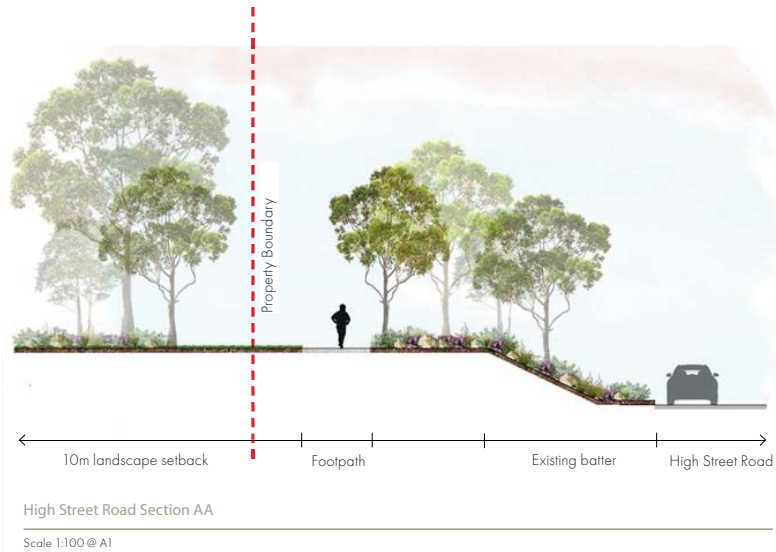 Property Boundary
10m landscape setback
Footpath
Existing batter
High Street Road
High Street Road Section AA
Scale 1:100 @ A1